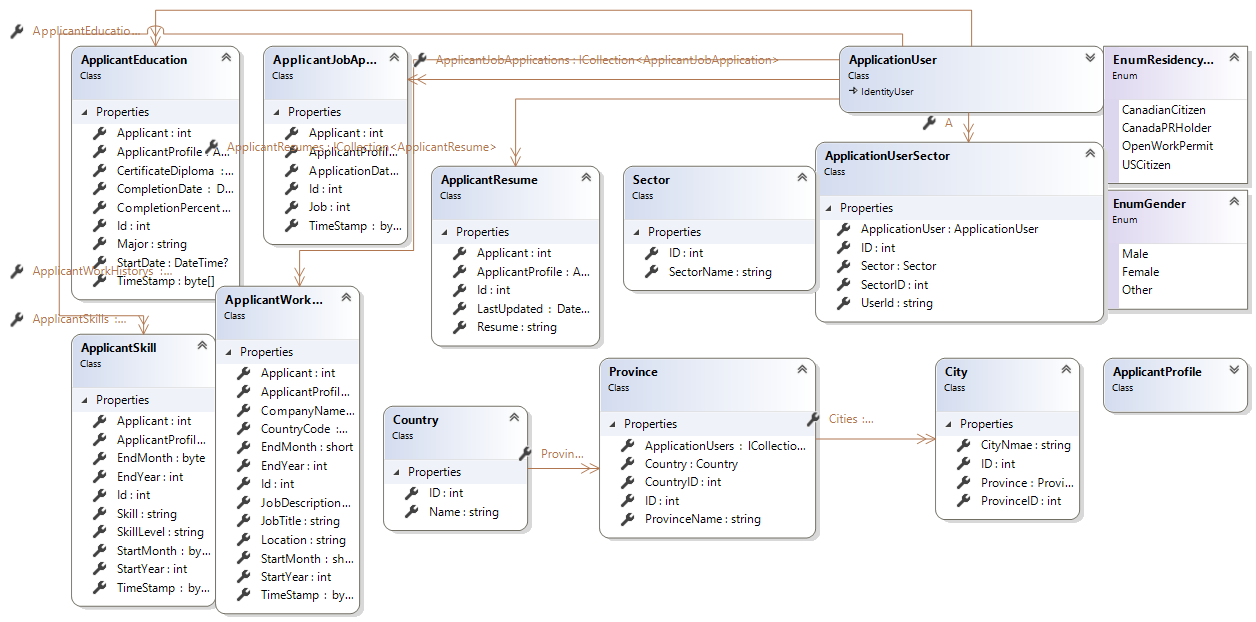 ApplicantEducatio...
ApplicantEducation
Class
Properties
Applicant : int
ApplicantProfile : A...
CertificateDiploma : ...
CompletionDate : D...
CompletionPercent...
Id : int
Major : string
StartDate : DateTime?
TimeStamp : byte[]
ApplicantJobAp...
Class
Properties
Applicant : int
ApplicantProfil...
ApplicationDat...
Id : int
Job : int
TimeStamp : by...
ApplicantJobApplications : ICollection<ApplicantJobApplication>
ApplicantResumes : ICollection<ApplicantResume>
ApplicationUser
Class
IdentityUser
EnumResidency...
Enum
CanadianCitizen
CanadaPRHolder
OpenWorkPermit
USCitizen
A
ApplicantResume
Class
Properties
Applicant : int
ApplicantProfile : A...
Id : int
LastUpdated : Date...
Resume : string
Sector
Class
Properties
ID : int
SectorName : string
ApplicationUserSector
Class
Properties
ApplicationUser : ApplicationUser
ID : int
Sector : Sector
SectorID : int
UserId : string
EnumGender
Enum
Male
Female
Other
ApplicantWorkHistorys : ...
ApplicantSkills : ...
ApplicantSkill
Class
Properties
Applicant : int
ApplicantProfil...
EndMonth : byte
EndYear : int
Id : int
Skill : string
SkillLevel : string
StartMonth : by...
StartYear : int
TimeStamp : by...
ApplicantWork...
Class
Properties
Applicant : int
ApplicantProfil...
CompanyName...
CountryCode : ...
EndMonth : short
EndYear : int
Id : int
JobDescription...
JobTitle : string
Location : string
StartMonth : sh...
StartYear : int
TimeStamp : by...
Country
Class
Properties
ID : int
Name : string
Provin...
Province
Class
Properties
ApplicationUsers : ICollectio...
Country : Country
CountryID : int
ID : int
ProvinceName : string
Cities : ...
City
Class
Properties
CityNmae : string
ID : int
Province : Provi...
ProvinceID : int
ApplicantProfile
Class